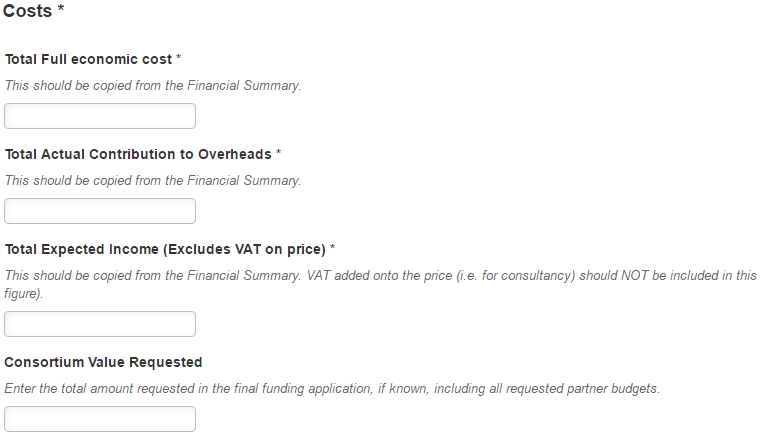 Costs *
Total Full economic cost *
This should be copied from the Financial Summary.
Total Actual Contribution to Overheads *
This should be copied from the Financial Summary.
Total Expected Income (Excludes VAT on price) *
This should be copied from the Financial Summary. VAT added onto the price (i.e. for consultancy) should NOT be included in this
figure).
Consortium Value Requested
Enter the total amount requested in the final funding application, if known, including all requested partner budgets.